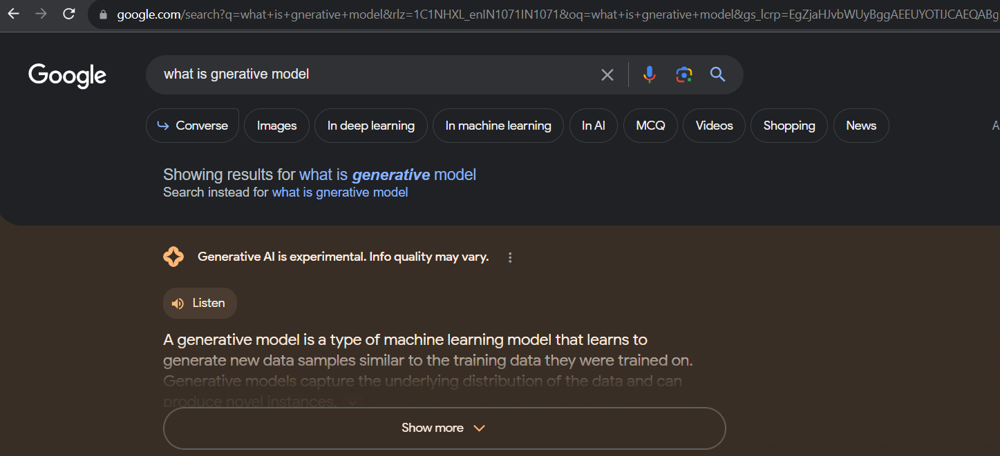 google.com/search?q=what+is+gnerative+model&rlz=1C1NHXL_enIN1071IN1071&oq=what+is+gnerative+model&gs_lcrp=EgZjaHJvbWUyBggAEEUYOTIJCAEQABg
Google what is gnerative model
Converse Images In deep learning In machine learning In AI MCQ Videos Shopping News A
Showing results for what is generative model
Search instead for what is gnerative model
Generative AI is experimental. Info quality may vary.
Listen
A generative model is a type of machine learning model that learns to
generate new data samples similar to the training data they were trained on.
Generative models capture the underlying distribution of the data and can
produce novel instances.
Show more